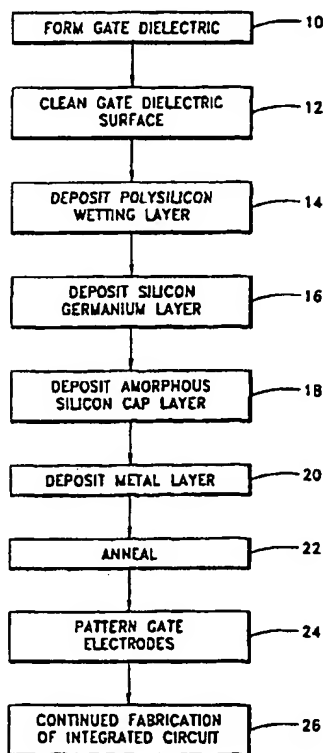 FORM GATE DIELECTRIC 10
CLEAN GATE DIELECTRIC
SURFACE 12
DEPOSIT POLYSILICON
WETTING LAYER 14
DEPOSIT SILICON
GERMANIUM LAYER 16
DEPOSIT AMORPHOUS
SILICON CAP LAYER 18
DEPOSIT METAL LAYER 20
ANNEAL 22
PATTERN GATE
ELECTRODES 24
CONTINUED FABRICATION
OF INTEGRATED CIRCUIT 26